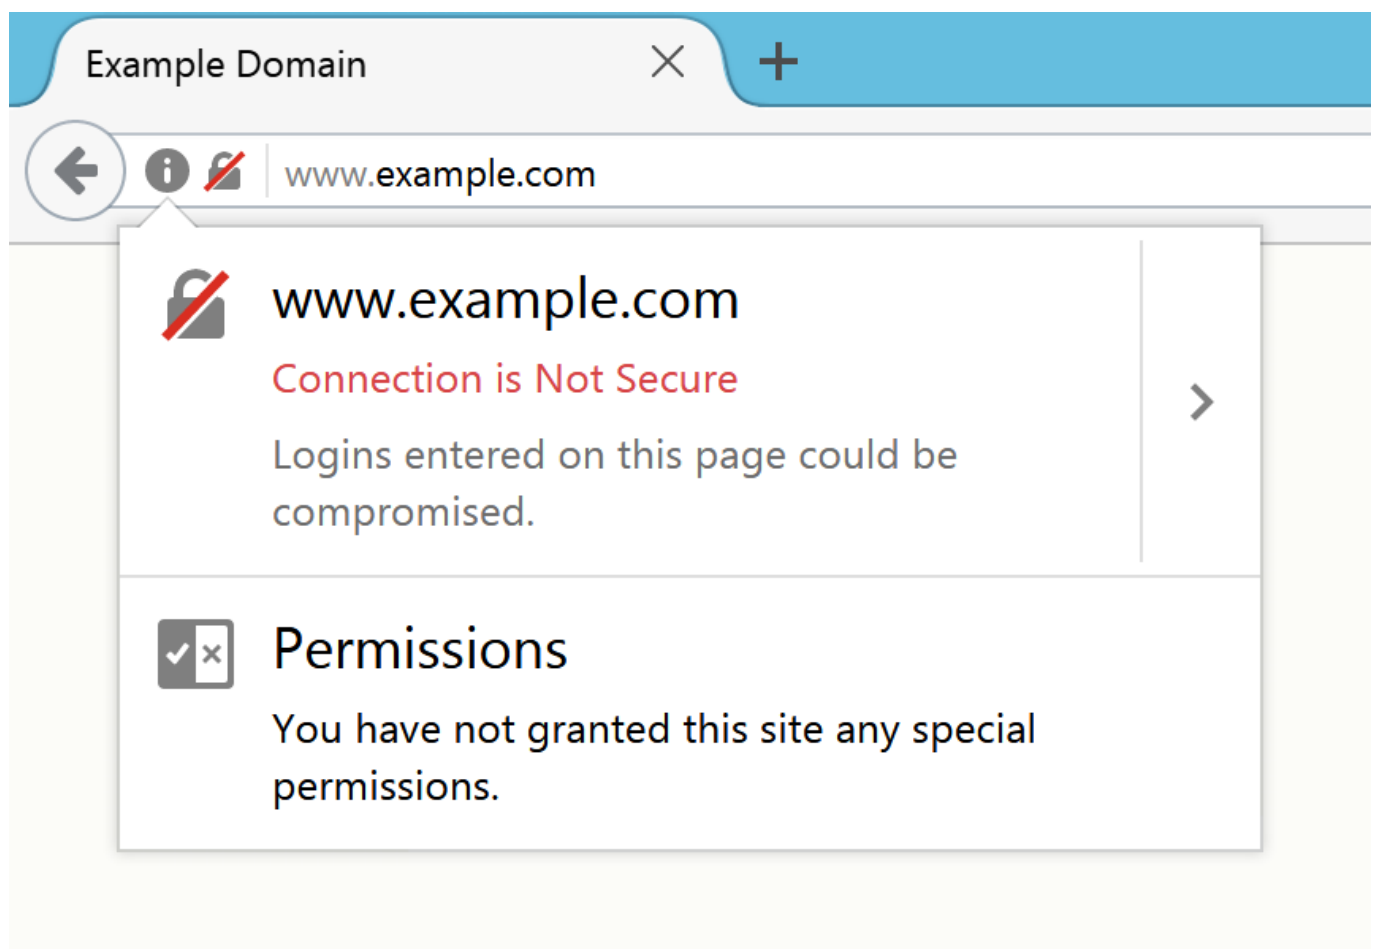 Example Domain
www.example.com
www.example.com
Connection is Not Secure
Logins entered on this page could be
compromised.
Permissions
You have not granted this site any special
permissions.